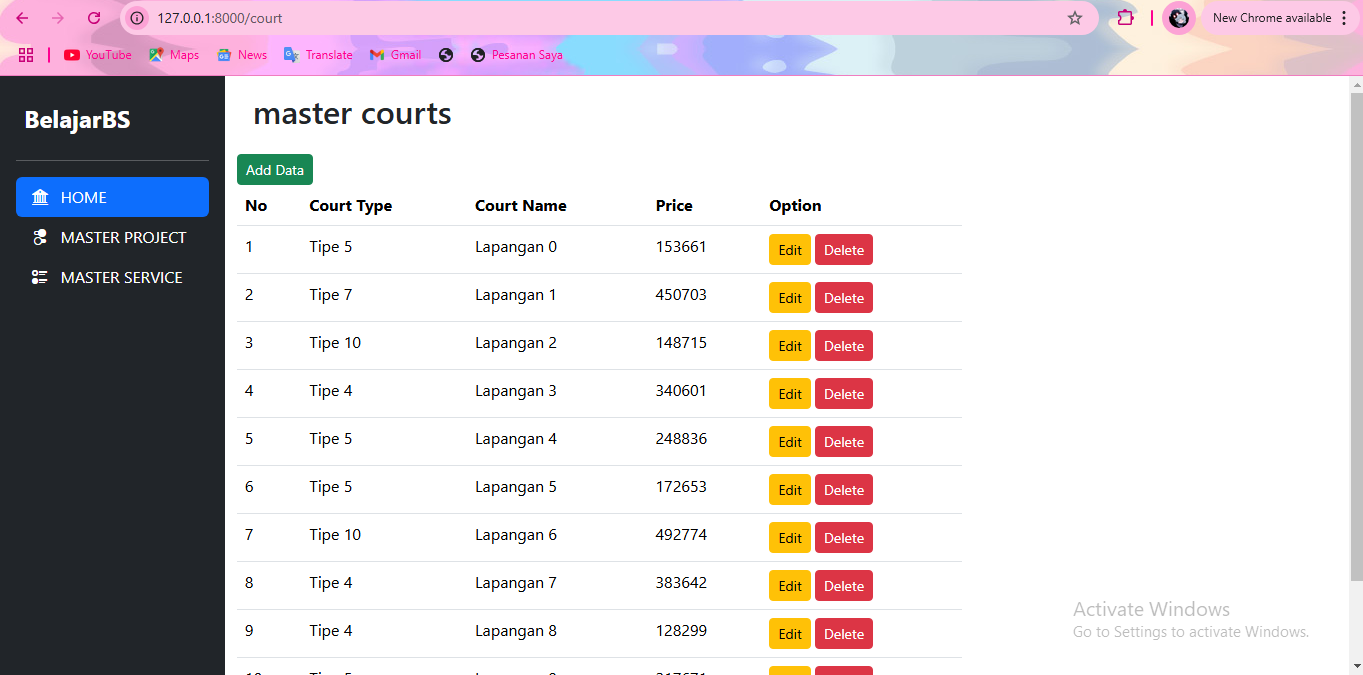 127.0.0.1:8000/court
New Chrome available
YouTube Maps News Translate Gmail Pesanan Saya
BelajarBS
HOME
MASTER PROJECT
MASTER SERVICE
master courts
Add Data
No Court Type Court Name Price Option
1 Tipe 5 Lapangan 0 153661 Edit Delete
2 Tipe 7 Lapangan 1 450703 Edit Delete
3 Tipe 10 Lapangan 2 148715 Edit Delete
4 Tipe 4 Lapangan 3 340601 Edit Delete
5 Tipe 5 Lapangan 4 248836 Edit Delete
6 Tipe 5 Lapangan 5 172653 Edit Delete
7 Tipe 10 Lapangan 6 492774 Edit Delete
8 Tipe 4 Lapangan 7 383642 Edit Delete
9 Tipe 4 Lapangan 8 128299 Edit Delete
Activate Windows
Go to Settings to activate Windows.